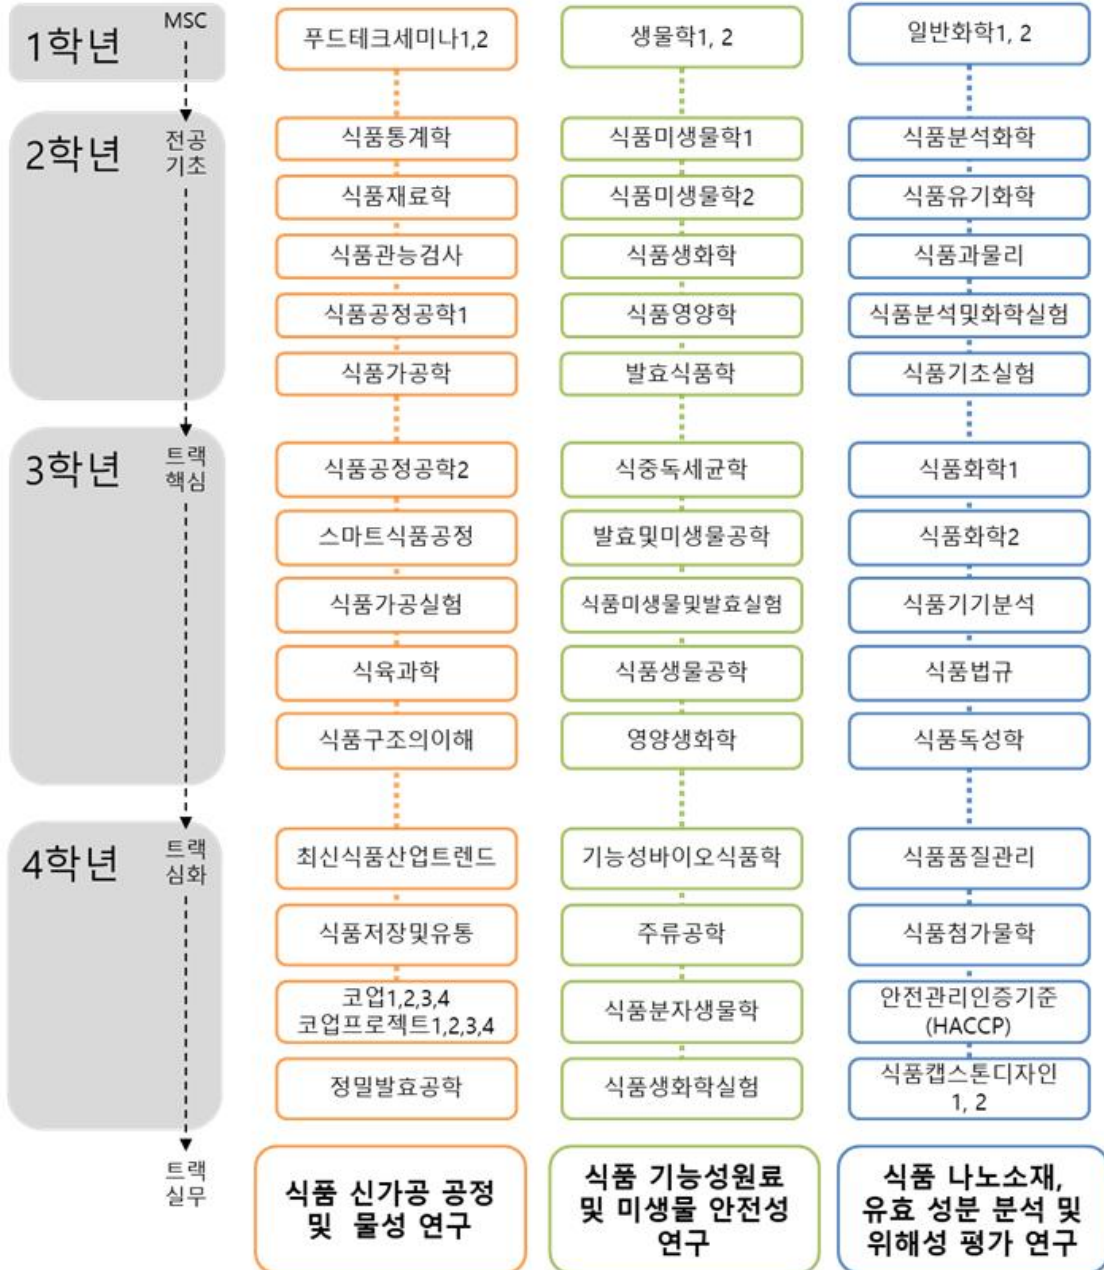 1학년
MSC
푸드테크세미나1,2
생물학1, 2
일반화학1, 2
2학년
전공
기초
식품통계학
식품미생물학1
식품분석화학
식품재료학
식품미생물학2
식품유기화학
식품관능검사
식품생화학
식품과물리
식품공정공학1
식품영양학
식품분석및화학실험
식품가공학
발효식품학
식품기초실험
3학년
트랙
핵심
식품공정공학2
식중독세균학
식품화학1
스마트식품공정
발효및미생물공학
식품화학2
식품가공실험
식품미생물및발효실험
식품기기분석
식육과학
식품생물공학
식품법규
식품구조의이해
영양생화학
식품독성학
4학년
트랙
심화
최신식품산업트렌드
기능성바이오식품학
식품품질관리
식품저장및유통
주류공학
식품첨가물학
코업1,2,3,4
코업프로젝트1,2,3,4
식품분자생물학
안전관리인증기준
(HACCP)
정밀발효공학
식품생화학실험
식품캡스톤디자인
1, 2
트랙
실무
식품 신가공 공정
및 물성 연구
식품 기능성원료
및 미생물 안전성
연구
식품 나노소재,
유효 성분 분석 및
위해성 평가 연구